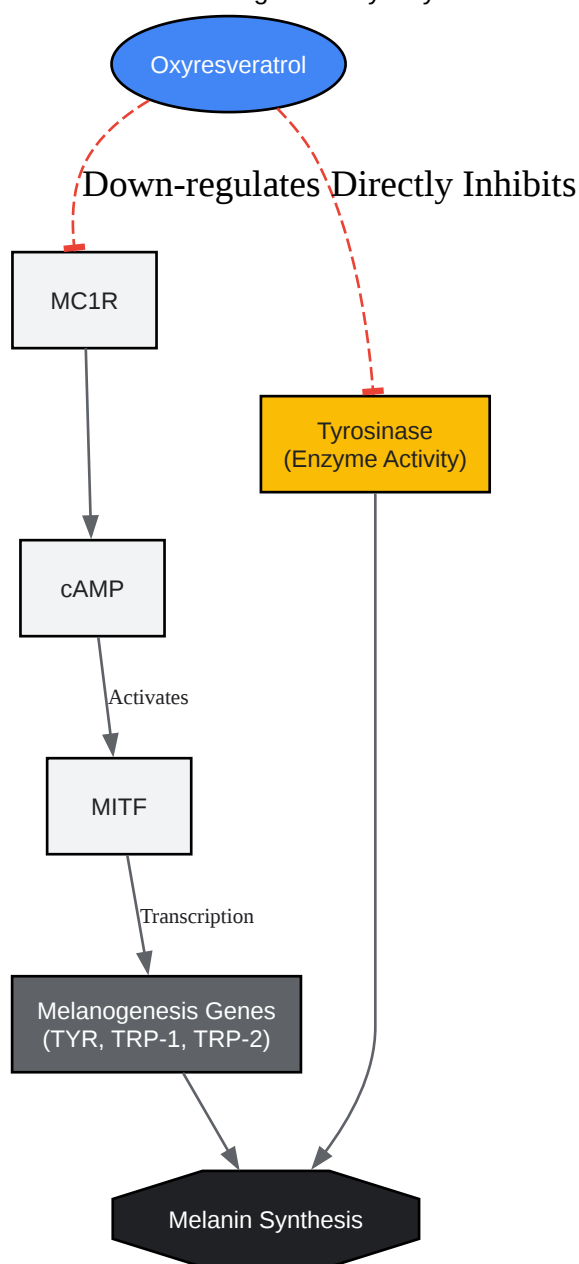 Oxyresveratrol
Down-regulates
Directly Inhibits
MC1R
Tyrosinase
(Enzyme Activity)
cAMP
Activates
MITF
Transcription
Melanogenesis Genes
(TYR, TRP-1, TRP-2)
Melanin Synthesis